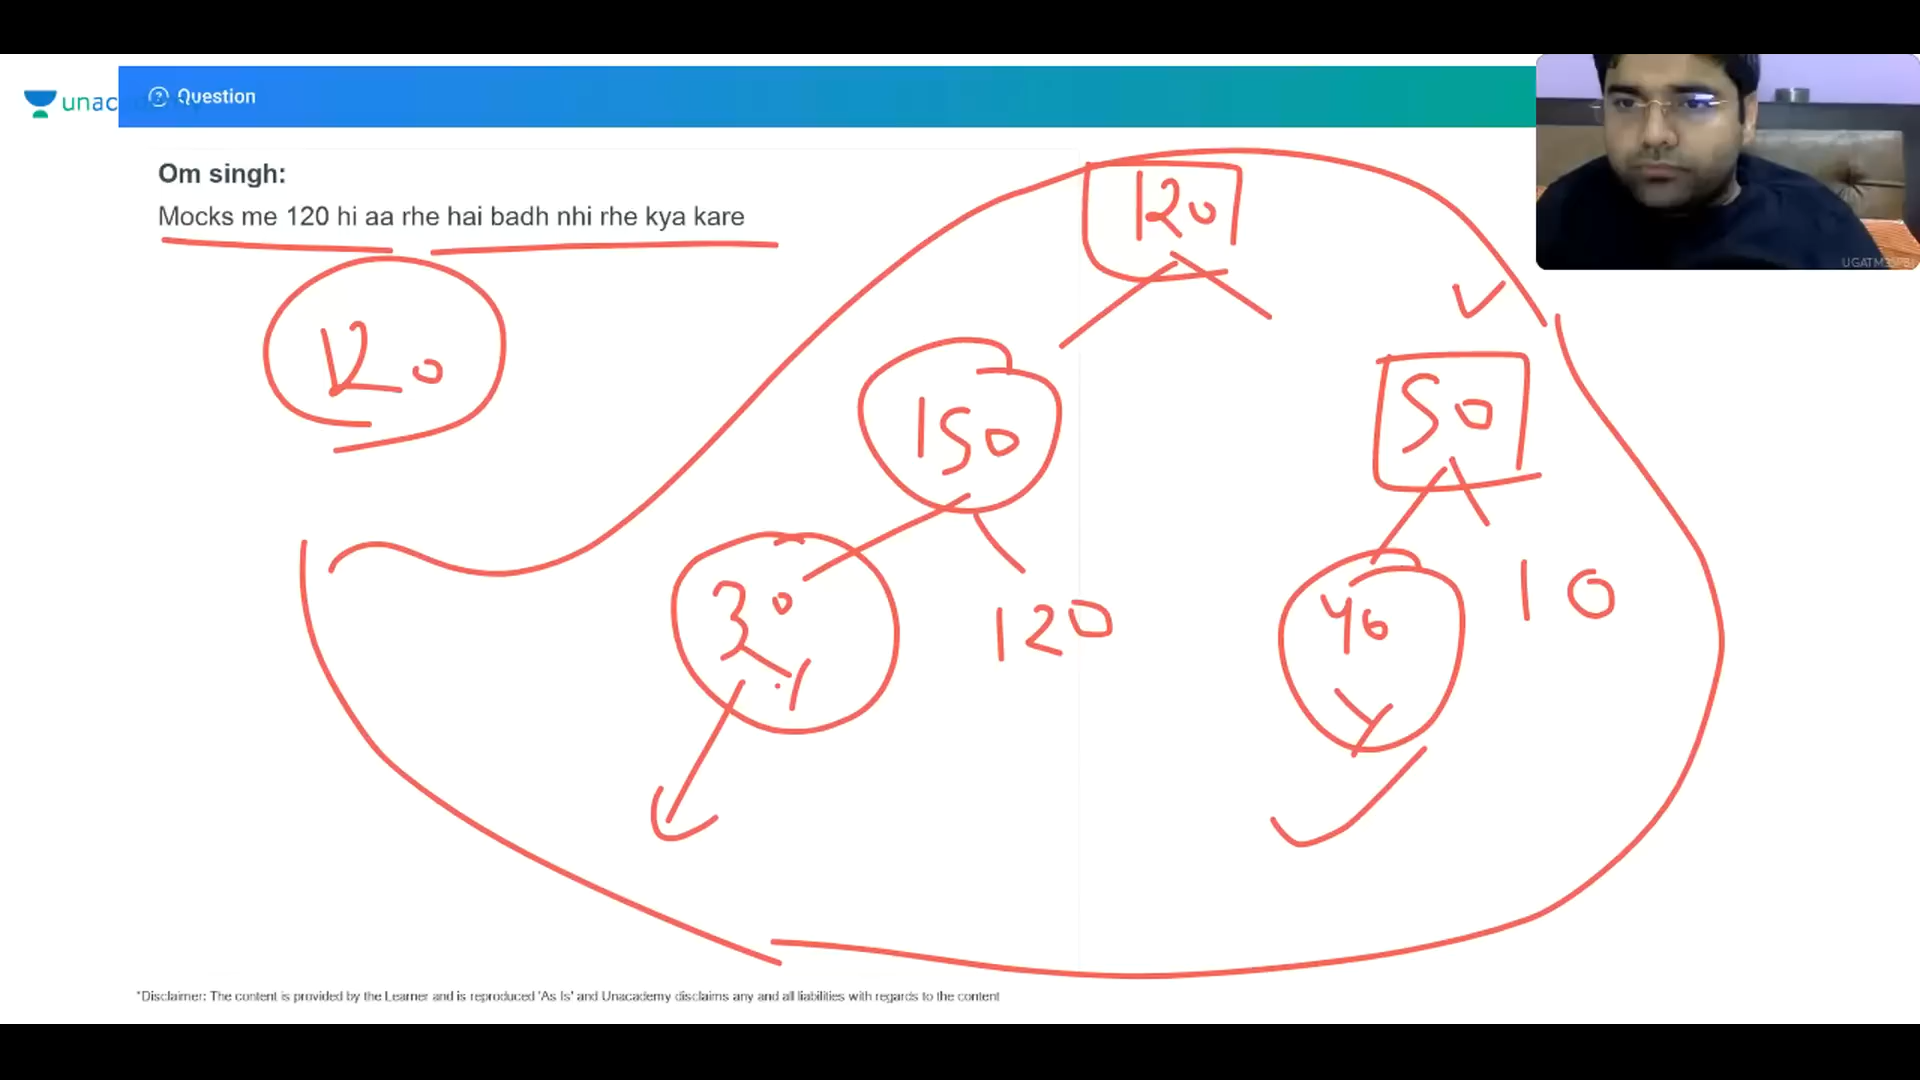 Question
Om singh:
Mocks me 120 hi aa rhe hai badh nhi rhe kya kare
120
120
150
50
30
120
40
10
*Disclaimer: The content is provided by the Learner and is reproduced 'As Is' and Unacademy disclaims any and all liabilities with regards to the content